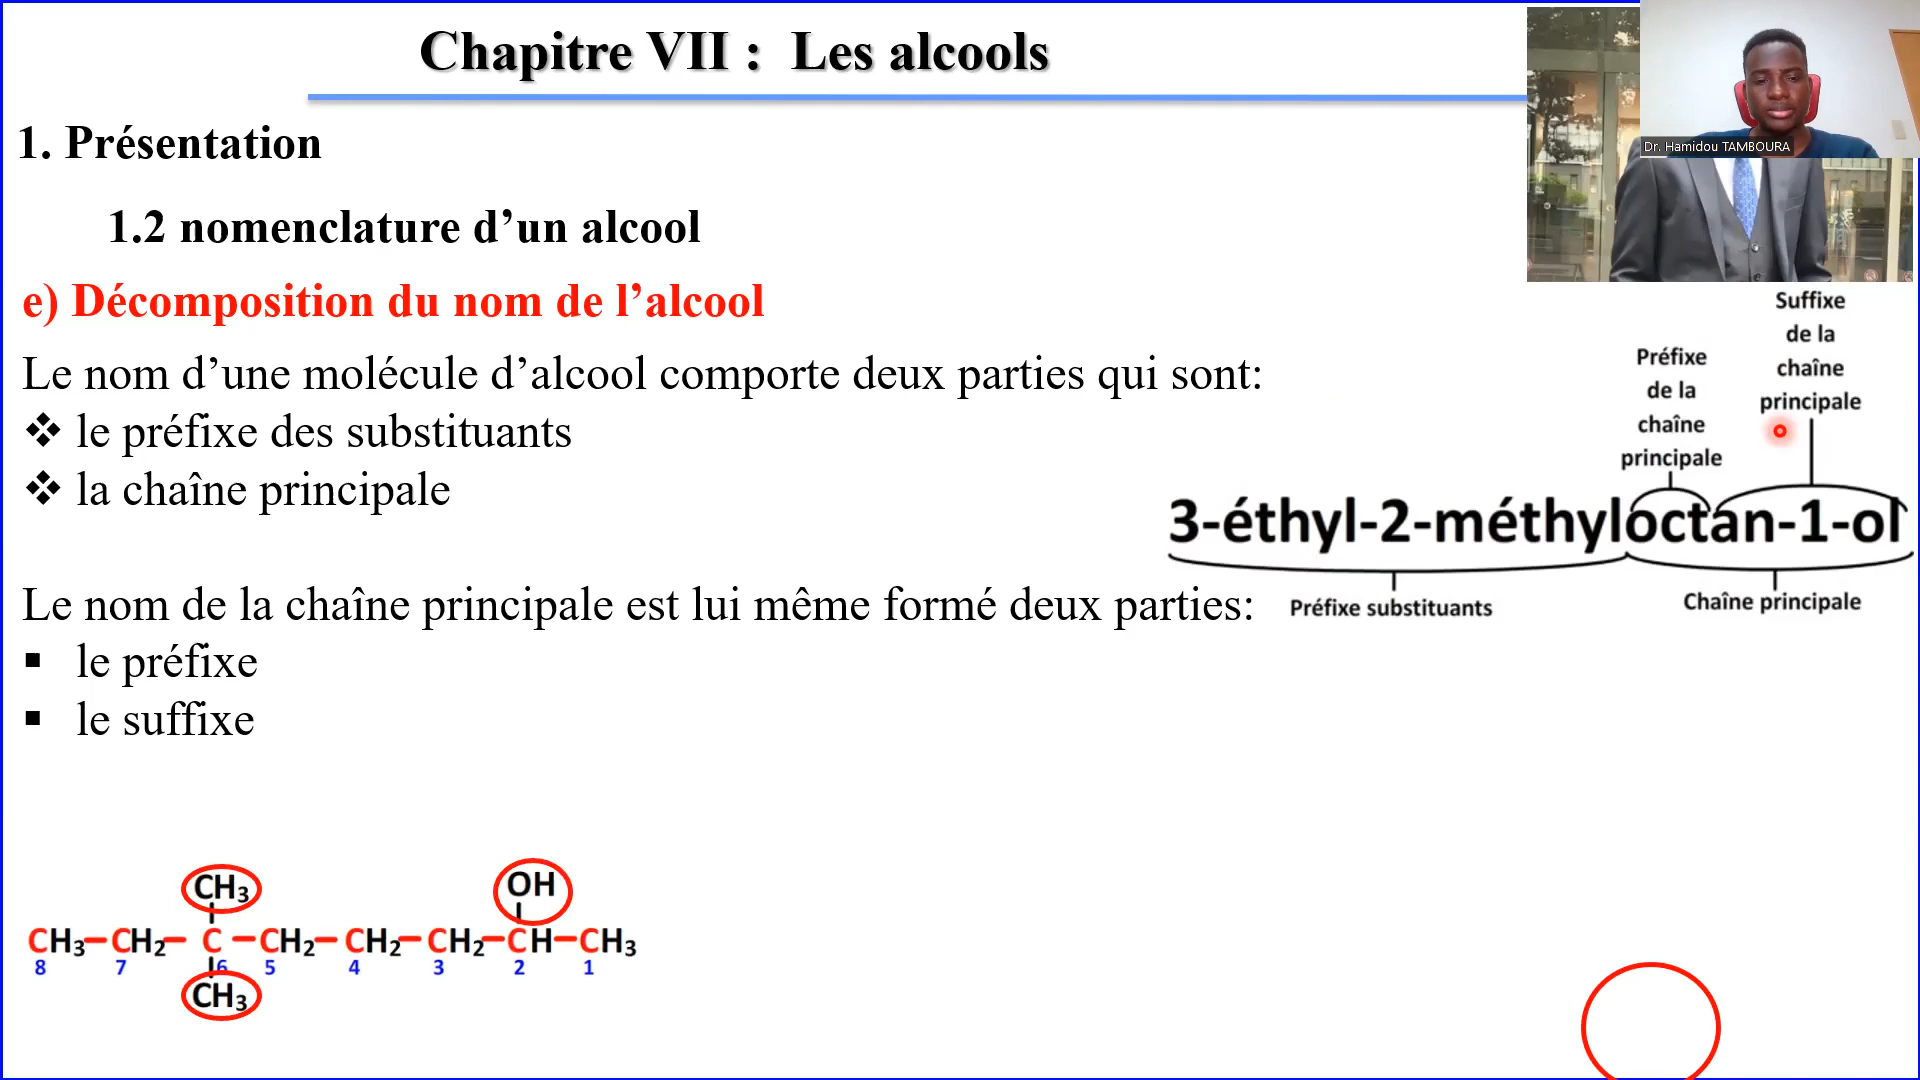 Chapitre VII : Les alcools
Dr. Hamidou TAMBOURA
1. Présentation
1.2 nomenclature d’un alcool
e) Décomposition du nom de l’alcool
Le nom d’une molécule d’alcool comporte deux parties qui sont:
❖ le préfixe des substituants
❖ la chaîne principale
Suffixe
de la
chaîne
principale
Préfixe
de la
chaîne
principale
3-éthyl-2-méthyloctan-1-ol
Préfixe substituants
Chaîne principale
Le nom de la chaîne principale est lui même formé deux parties:
▪ le préfixe
▪ le suffixe
CH₃ OH
CH₃–CH₂–C–CH₂–CH₂–CH₂–CH–CH₃
8 7 6 5 4 3 2 1
CH₃